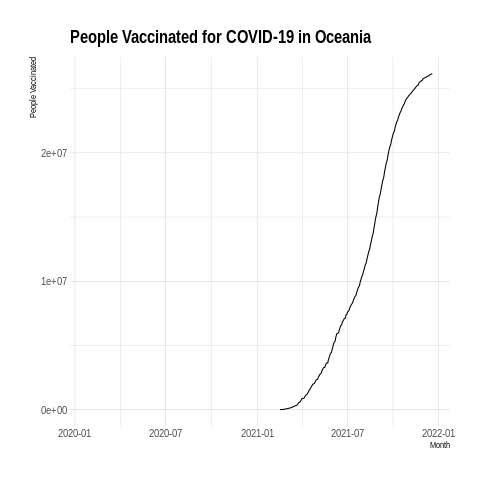 People Vaccinated for COVID-19 in Oceania
People Vaccinated
2e+07
1e+07
0e+00
2020-01 2020-07 2021-01 2021-07 2022-01
Month